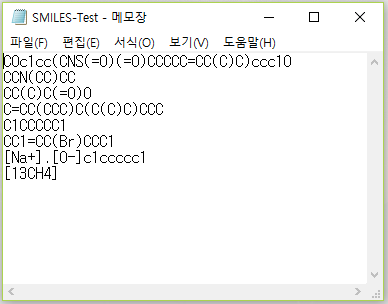 SMILES-Test - 메모장
파일(F) 편집(E) 서식(O) 보기(V) 도움말(H)
COc1cc(CNS(=O)(=O)CCCCC=CC(C)C)ccc1O
CCN(CC)CC
CC(C)C(=O)O
C=CC(CCC)C(C(C)C)CCC
C1CCCCC1
CC1=CC(Br)CCC1
[Na+].[O-]c1ccccc1
[13CH4]